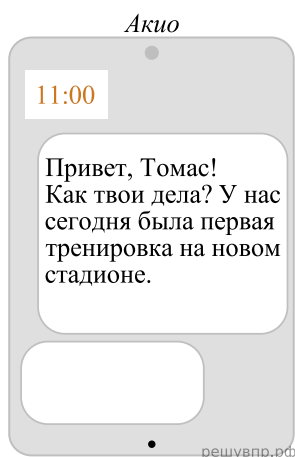 Акио
11:00
Привет, Томас!
Как твои дела? У нас
сегодня была первая
тренировка на новом
стадионе.
решувпр.рф